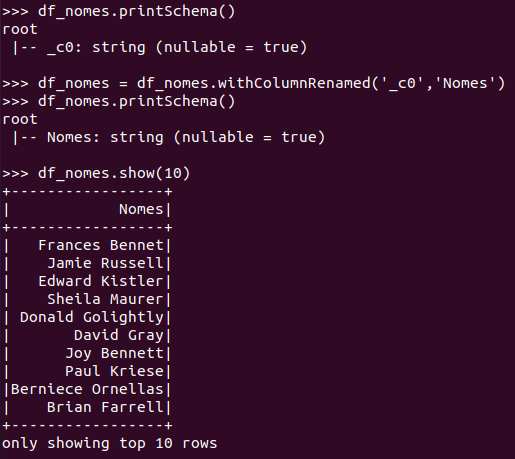 >>> df_nomes.printSchema()
root
 |-- _c0: string (nullable = true)

>>> df_nomes = df_nomes.withColumnRenamed('_c0','Nomes')
>>> df_nomes.printSchema()
root
 |-- Nomes: string (nullable = true)

>>> df_nomes.show(10)
+-----------------+
|            Nomes|
+-----------------+
|   Frances Bennet|
|    Jamie Russell|
|   Edward Kistler|
|    Sheila Maurer|
| Donald Golightly|
|       David Gray|
|      Joy Bennett|
|      Paul Kriese|
|Berniece Ornellas|
|    Brian Farrell|
+-----------------+
only showing top 10 rows